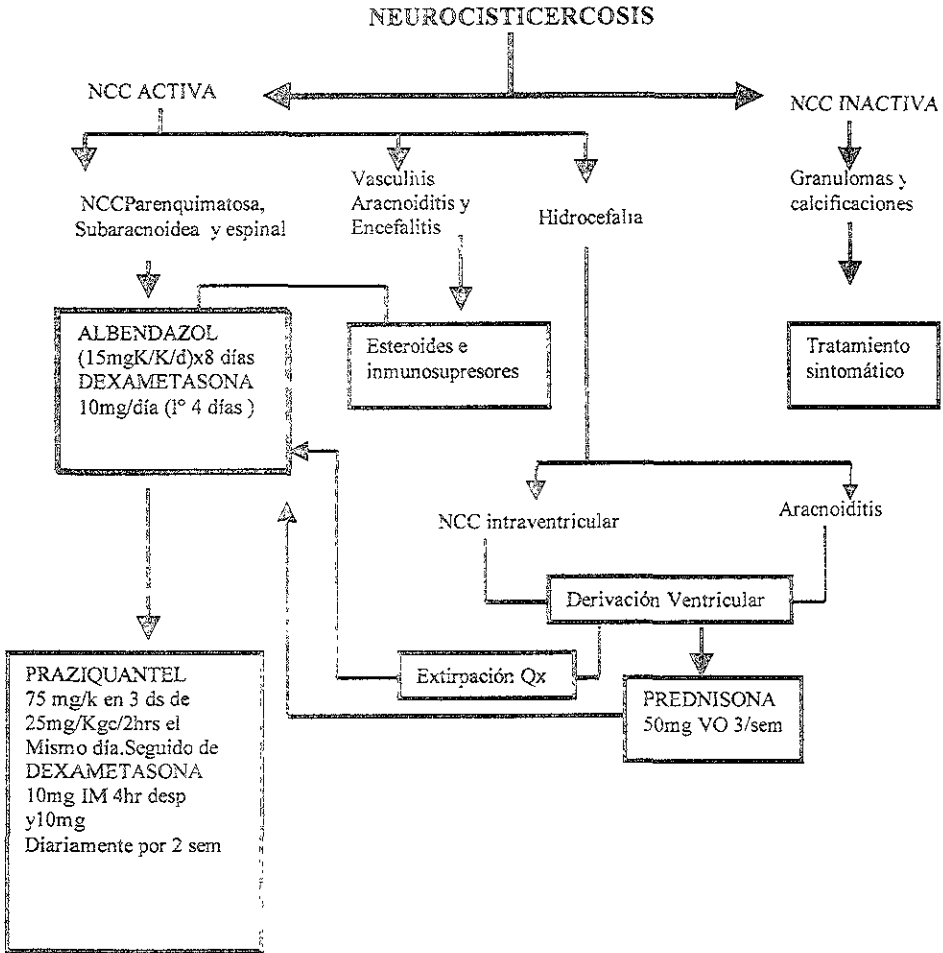 NEUROCISTICERCOSIS
NCC ACTIVA
NCC INACTIVA
NCCParenquimatosa,
Subaracnoidea y espinal
Vasculitis
Aracnoiditis y
Encefalitis
Hidrocefalia
Granulomas y
calcificaciones
ALBENDAZOL
(15mgK/K/d)x8 días
DEXAMETASONA
10mg/día (1° 4 días )
Esteroides e
inmunosupresores
Tratamiento
sintomático
NCC intraventricular
Aracnoiditis
Derivación Ventricular
Extirpación Qx
PREDNISONA
50mg VO 3/sem
PRAZIQUANTEL
75 mg/k en 3 ds de
25mg/Kgc/2hrs el
Mismo día.Seguido de
DEXAMETASONA
10mg IM 4hr desp
y10mg
Diariamente por 2 sem